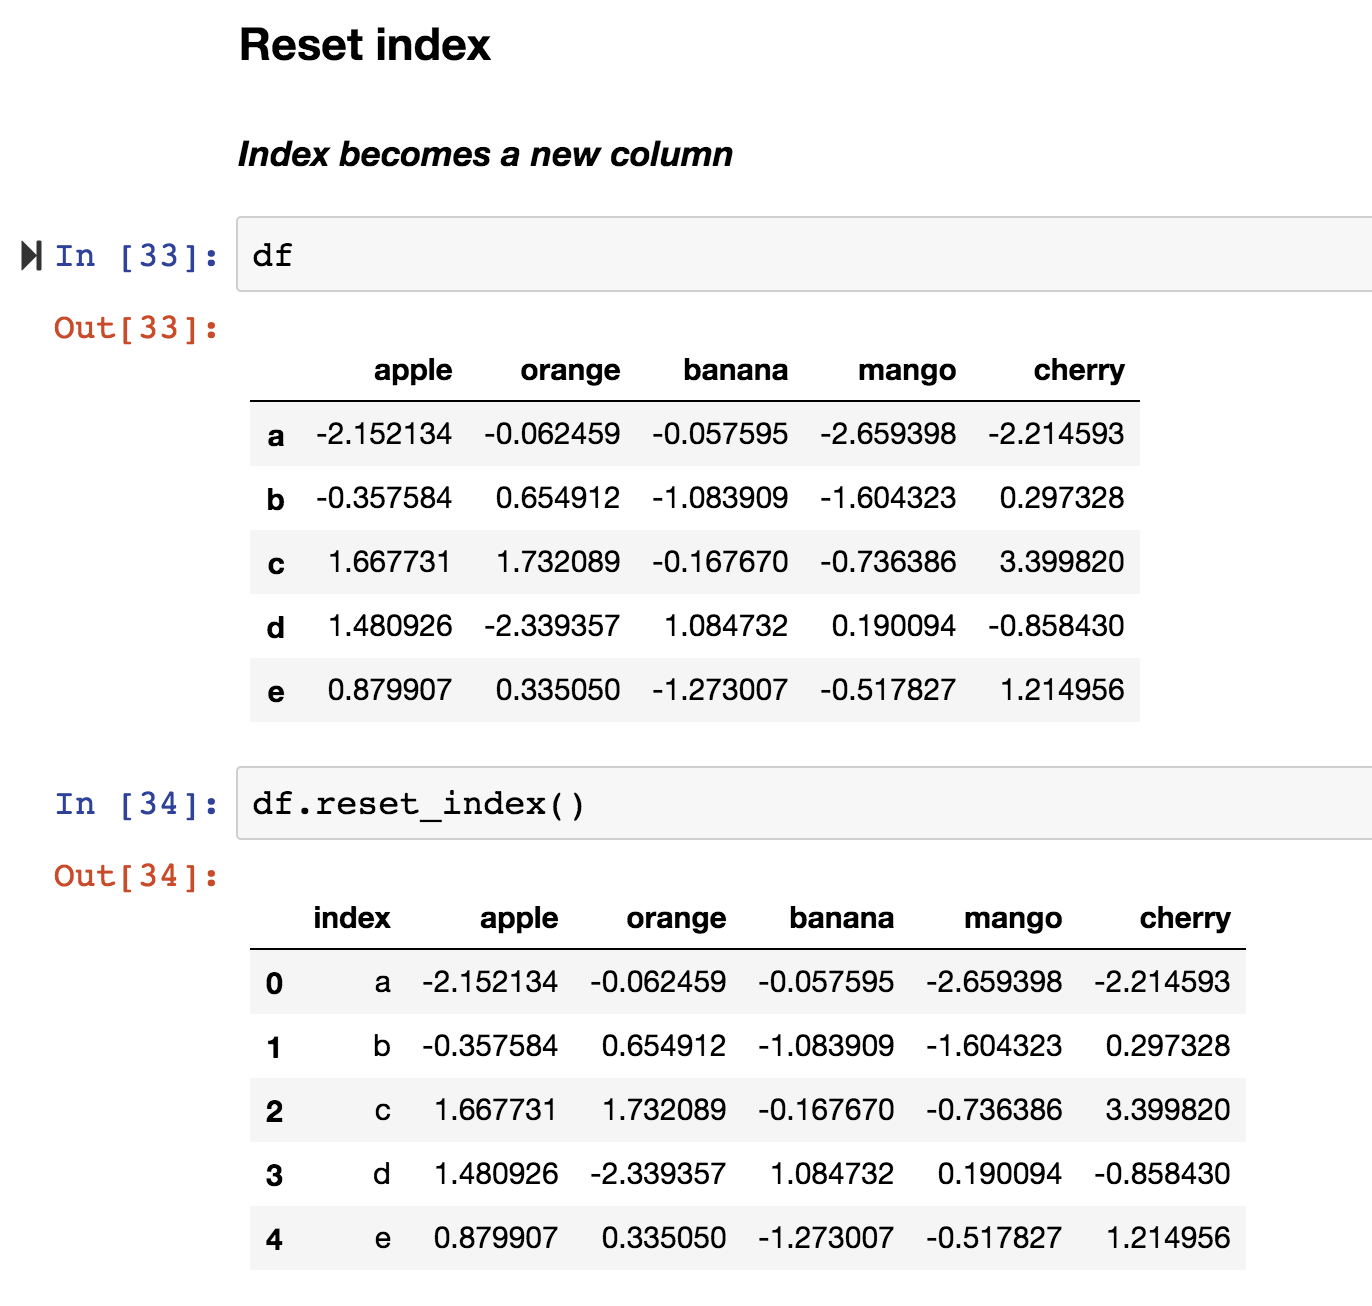 Reset index
Index becomes a new column
In [33]: df
Out[33]:
apple orange banana mango cherry
a -2.152134 -0.062459 -0.057595 -2.659398 -2.214593
b -0.357584 0.654912 -1.083909 -1.604323 0.297328
c 1.667731 1.732089 -0.167670 -0.736386 3.399820
d 1.480926 -2.339357 1.084732 0.190094 -0.858430
e 0.879907 0.335050 -1.273007 -0.517827 1.214956
In [34]: df.reset_index()
Out[34]:
index apple orange banana mango cherry
0 a -2.152134 -0.062459 -0.057595 -2.659398 -2.214593
1 b -0.357584 0.654912 -1.083909 -1.604323 0.297328
2 c 1.667731 1.732089 -0.167670 -0.736386 3.399820
3 d 1.480926 -2.339357 1.084732 0.190094 -0.858430
4 e 0.879907 0.335050 -1.273007 -0.517827 1.214956